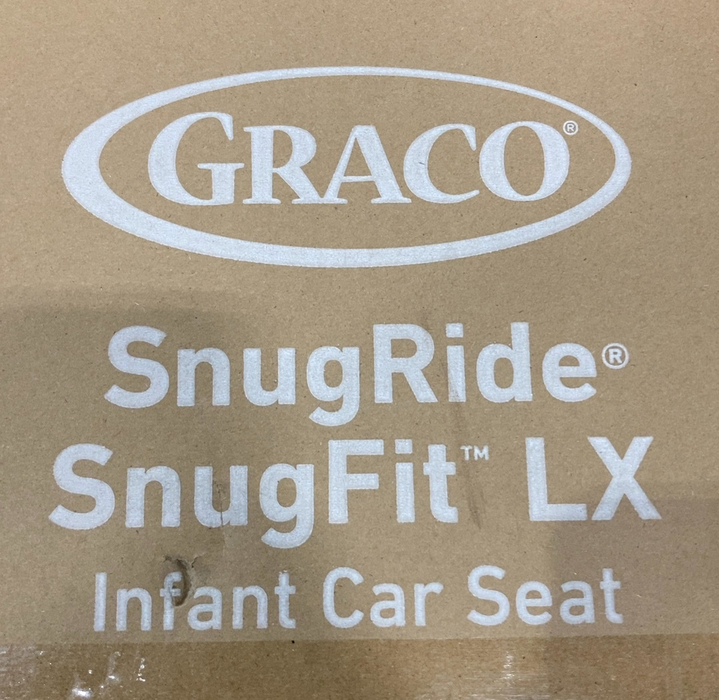 GRACO®
SnugRide®
SnugFit™ LX
Infant Car Seat